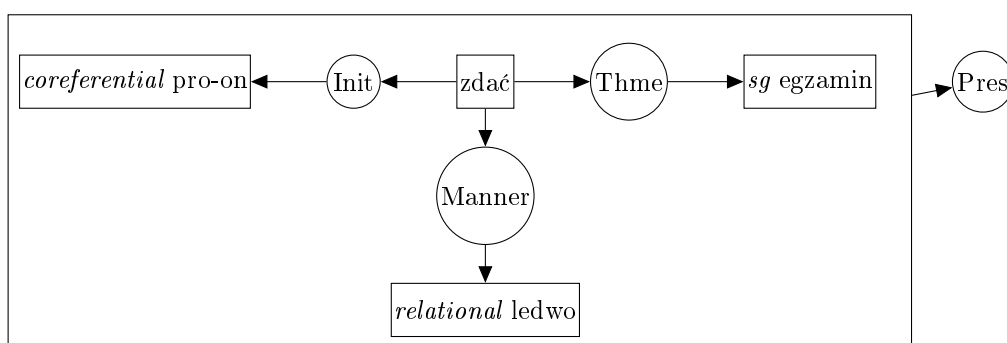 coreferential pro-on
Init
zdać
Thme
sg egzamin
Pres
Manner
relational ledwo